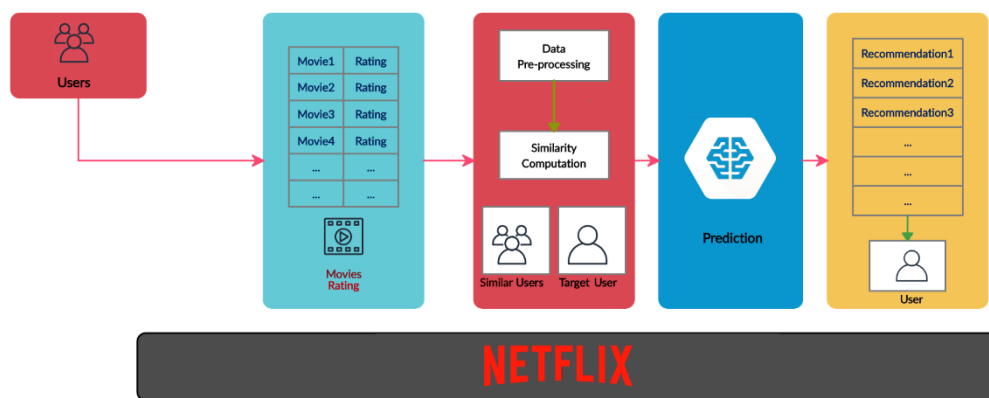 Users
Movie1 Rating
Movie2 Rating
Movie3 Rating
Movie4 Rating
... ...
... ...
Movies
Rating
Data
Pre-processing
Similarity
Computation
Similar Users
Target User
Prediction
Recommendation1
Recommendation2
Recommendation3
...
...
...
User
NETFLIX